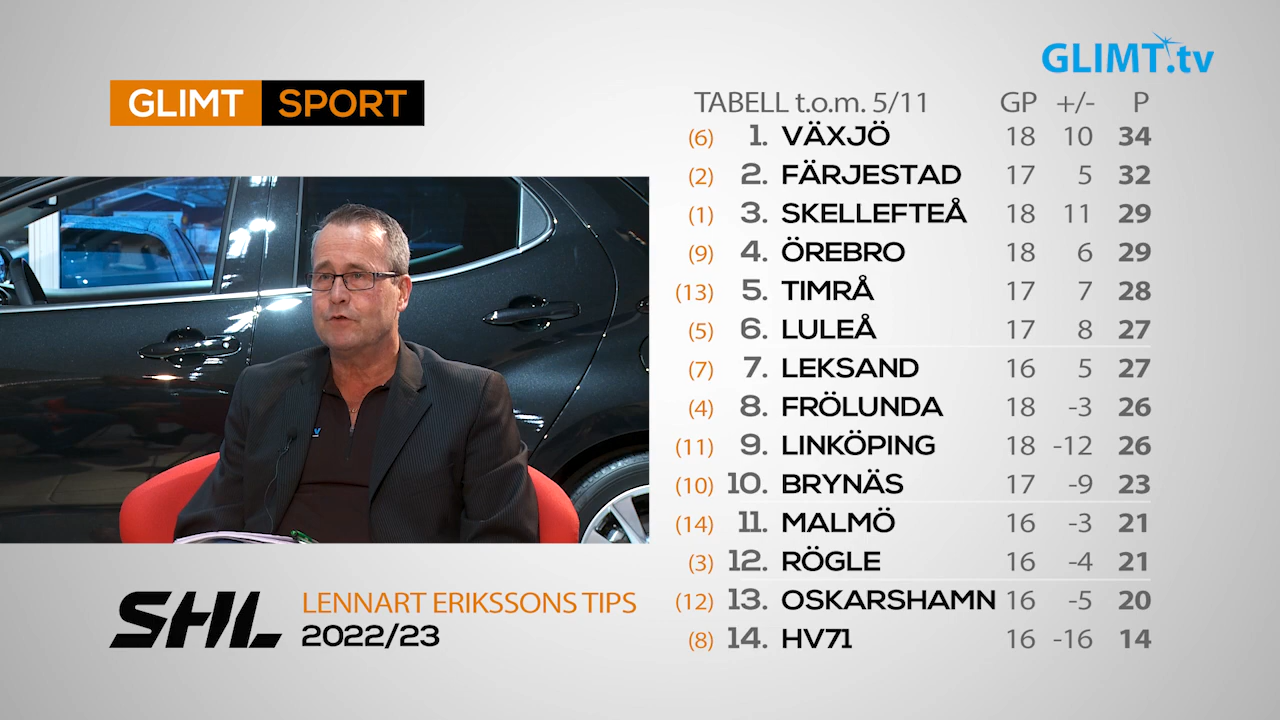 GLIMT.tv
GLIMT SPORT
TABELL t.o.m. 5/11 GP +/- P
(6) 1. VÄXJÖ 18 10 34
(2) 2. FÄRJESTAD 17 5 32
(1) 3. SKELLEFTEÅ 18 11 29
(9) 4. ÖREBRO 18 6 29
(13) 5. TIMRÅ 17 7 28
(5) 6. LULEÅ 17 8 27
(7) 7. LEKSAND 16 5 27
(4) 8. FRÖLUNDA 18 -3 26
(11) 9. LINKÖPING 18 -12 26
(10) 10. BRYNÄS 17 -9 23
(14) 11. MALMÖ 16 -3 21
(3) 12. RÖGLE 16 -4 21
(12) 13. OSKARSHAMN 16 -5 20
(8) 14. HV71 16 -16 14
SHL
LENNART ERIKSSONS TIPS
2022/23